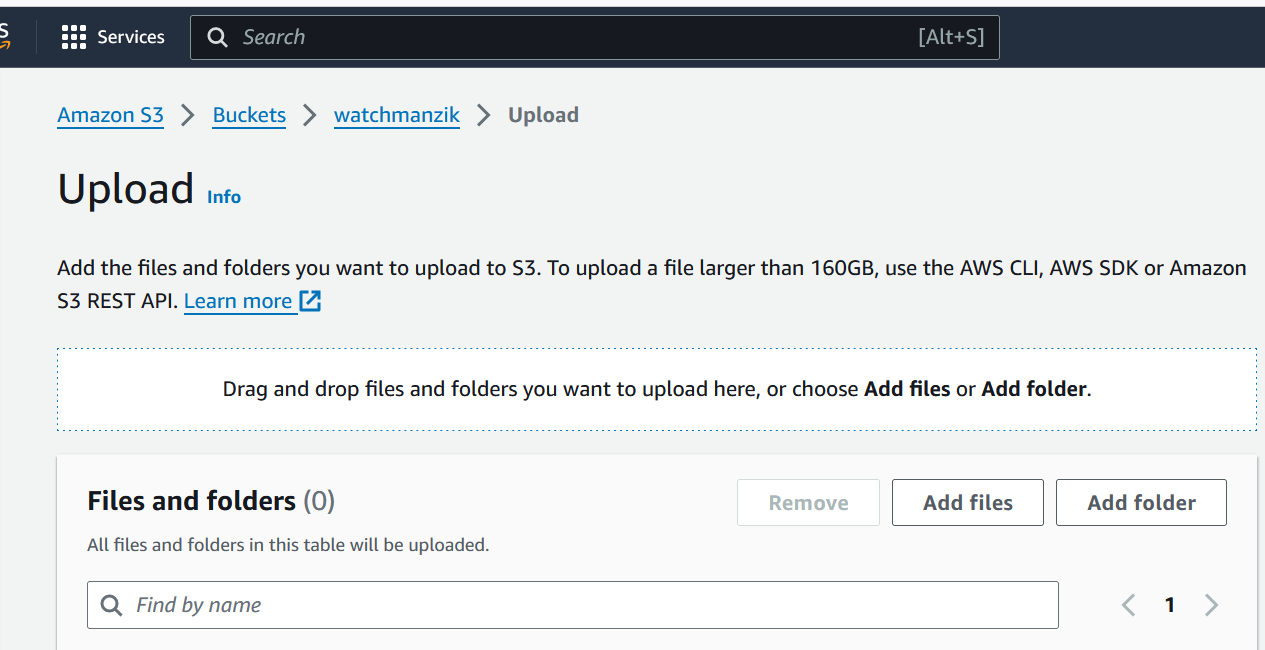 Services Search [Alt+S]
Amazon S3 Buckets watchmanzik Upload
Upload Info
Add the files and folders you want to upload to S3. To upload a file larger than 160GB, use the AWS CLI, AWS SDK or Amazon
S3 REST API. Learn more
Drag and drop files and folders you want to upload here, or choose Add files or Add folder.
Files and folders (0) Remove Add files Add folder
All files and folders in this table will be uploaded.
Find by name 1